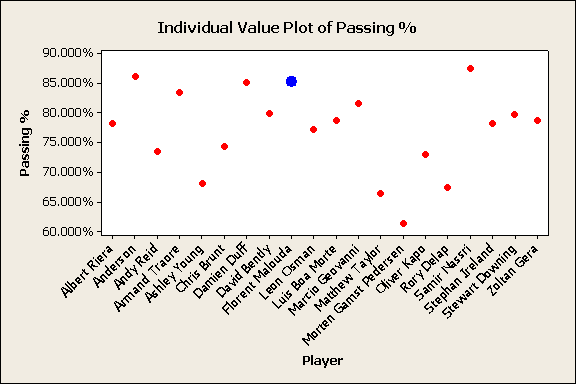 Individual Value Plot of Passing %
90.000%
85.000%
80.000%
75.000%
70.000%
65.000%
60.000%
Passing %
Albert Riera
Anderson
Andy Reid
Armand Traore
Ashley Young
Chris Brunt
Damien Duff
David Bently
Florent Malouda
Leon Osman
Luis Boa Morte
Marcio Geovanni
Matthew Taylor
Morten Gamst Pedersen
Oliver Kapo
Rory Delap
Samir Nassri
Stephan Ireland
Stewart Downing
Zoltan Gera
Player